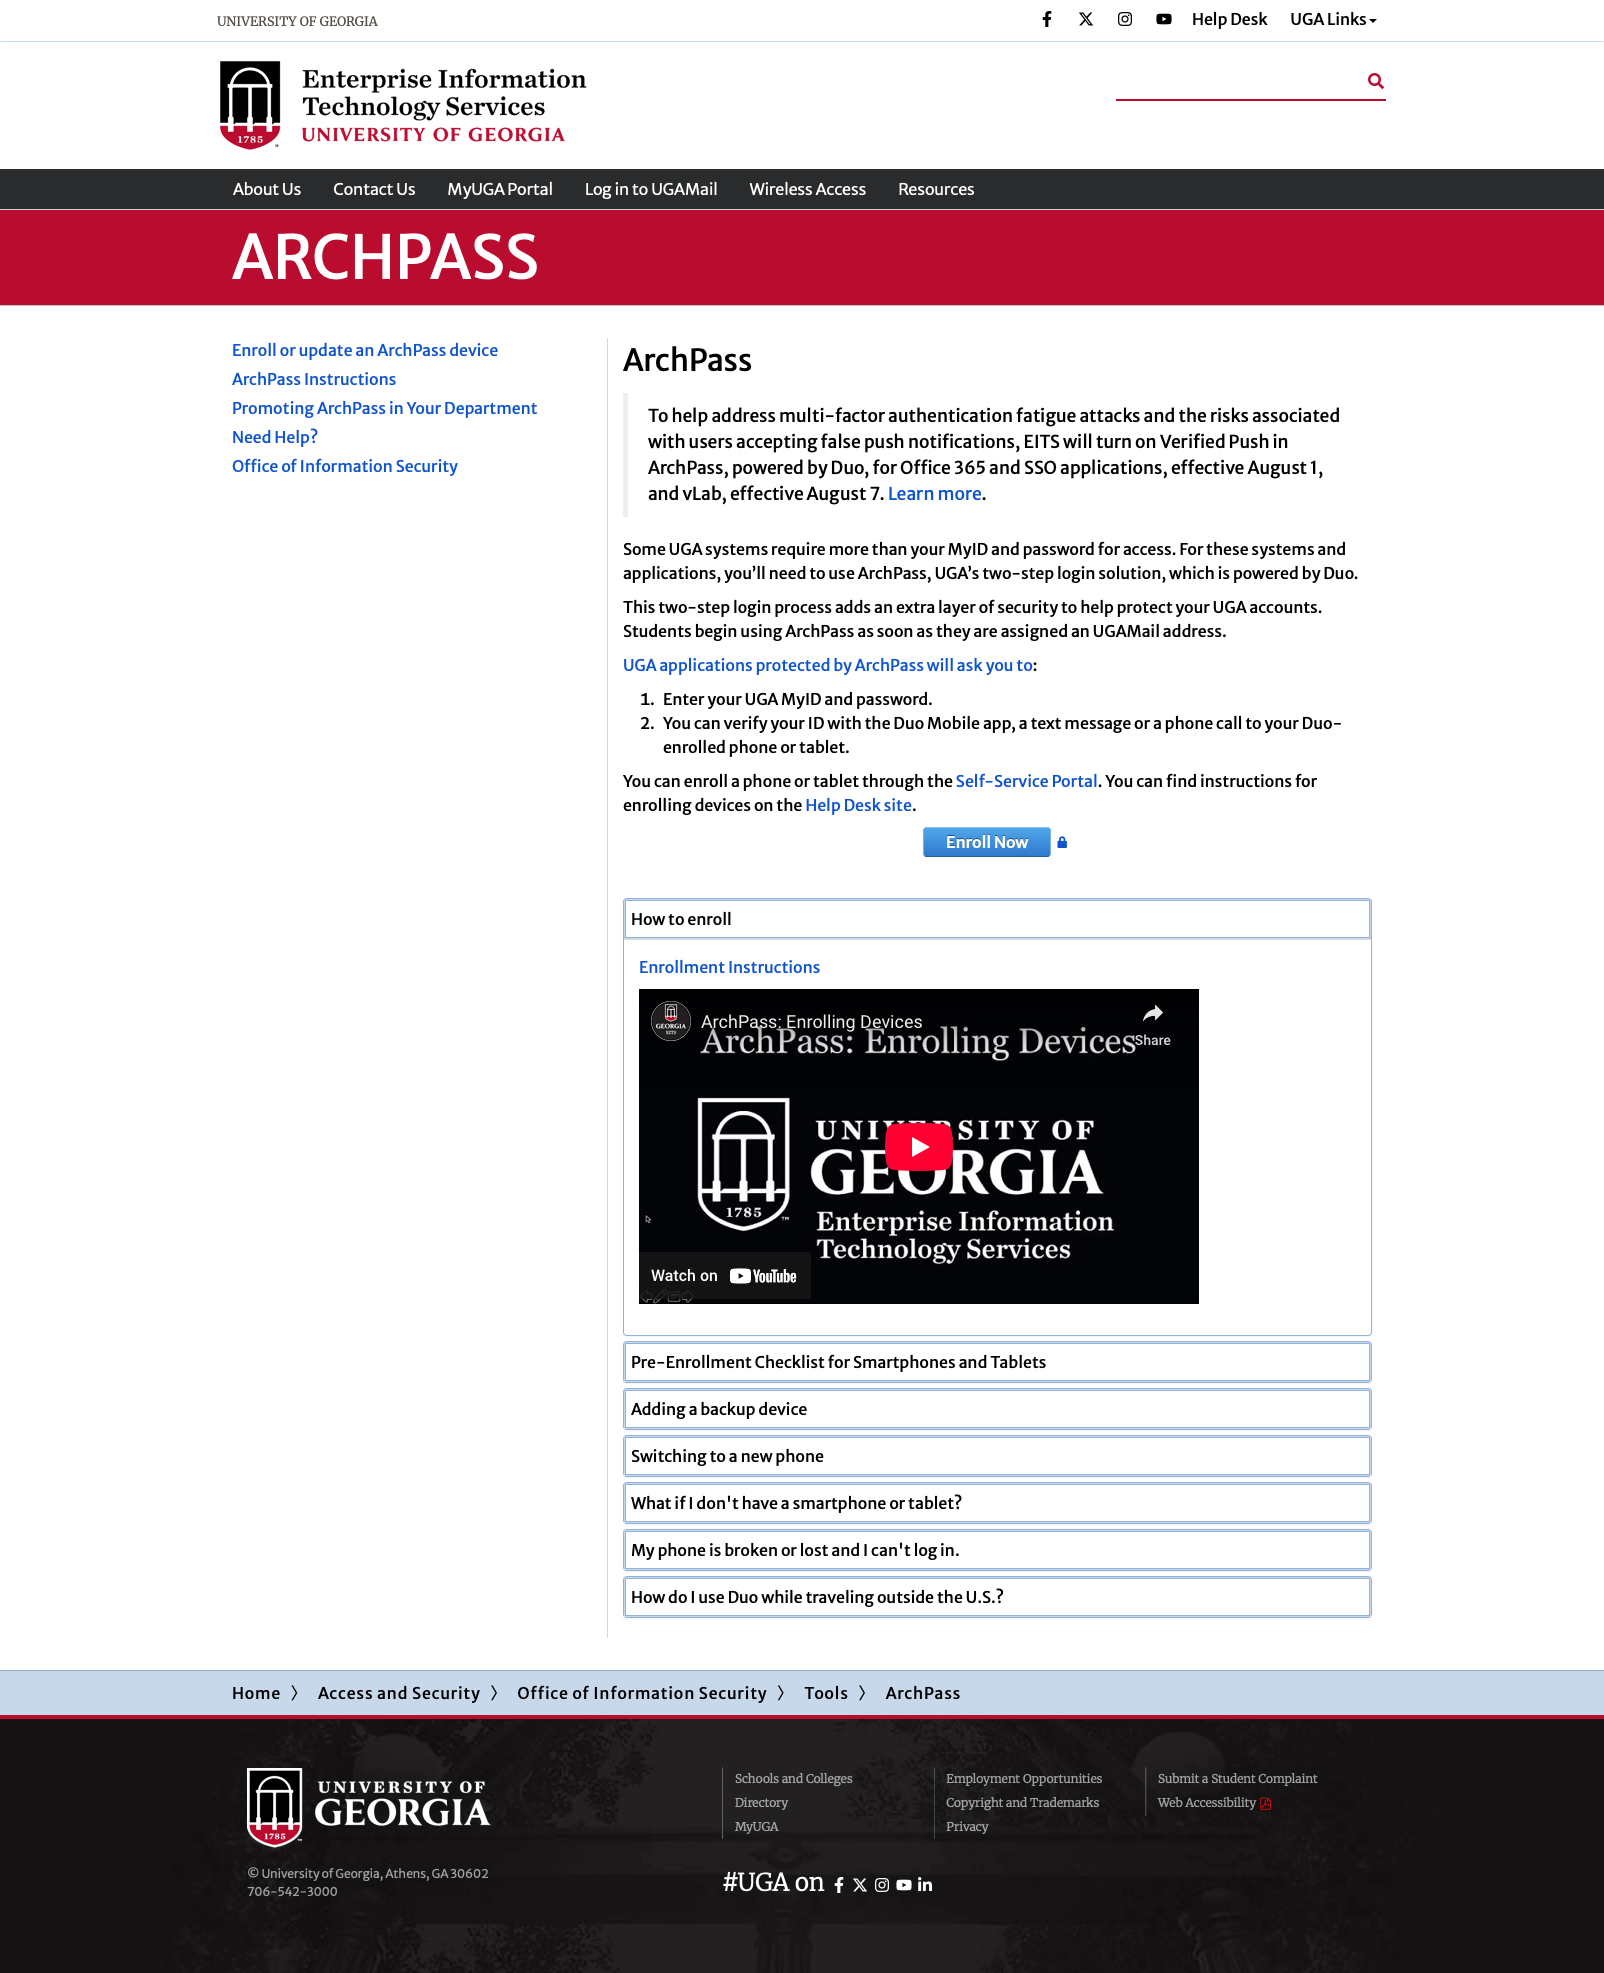 UNIVERSITY OF GEORGIA
Help Desk
UGA Links
1785
Enterprise Information
Technology Services
UNIVERSITY OF GEORGIA
About Us
Contact Us
MyUGA Portal
Log in to UGAMail
Wireless Access
Resources
ARCHPASS
Enroll or update an ArchPass device
ArchPass Instructions
Promoting ArchPass in Your Department
Need Help?
Office of Information Security
ArchPass
To help address multi-factor authentication fatigue attacks and the risks associated
with users accepting false push notifications, EITS will turn on Verified Push in
ArchPass, powered by Duo, for Office 365 and SSO applications, effective August 1,
and vLab, effective August 7. Learn more.
Some UGA systems require more than your MyID and password for access. For these systems and
applications, you’ll need to use ArchPass, UGA’s two-step login solution, which is powered by Duo.
This two-step login process adds an extra layer of security to help protect your UGA accounts.
Students begin using ArchPass as soon as they are assigned an UGAMail address.
UGA applications protected by ArchPass will ask you to:
1. Enter your UGA MyID and password.
2. You can verify your ID with the Duo Mobile app, a text message or a phone call to your Duo-
enrolled phone or tablet.
You can enroll a phone or tablet through the Self-Service Portal. You can find instructions for
enrolling devices on the Help Desk site.
Enroll Now
How to enroll
Enrollment Instructions
GEORGIA
EITS
ArchPass: Enrolling Devices
Share
ArchPass: Enrolling Devices
1785
UNIVERSITY OF
GEORGIA
Enterprise Information
Technology Services
Watch on YouTube
Pre-Enrollment Checklist for Smartphones and Tablets
Adding a backup device
Switching to a new phone
What if I don't have a smartphone or tablet?
My phone is broken or lost and I can't log in.
How do I use Duo while traveling outside the U.S.?
Home
Access and Security
Office of Information Security
Tools
ArchPass
1785
UNIVERSITY OF
GEORGIA
© University of Georgia, Athens, GA 30602
706-542-3000
Schools and Colleges
Directory
MyUGA
Employment Opportunities
Copyright and Trademarks
Privacy
Submit a Student Complaint
Web Accessibility
#UGA on